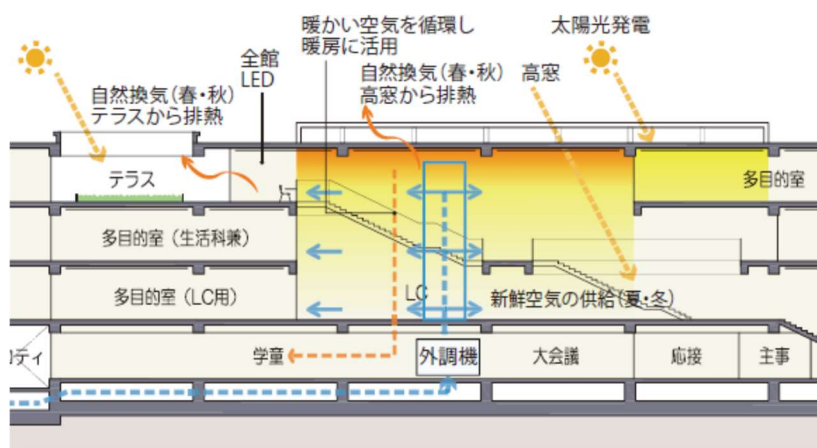 暖かい空気を循環し
暖房に活用
太陽光発電
全館
LED
自然換気（春・秋）
高窓から排熱
高窓
自然換気（春・秋）
テラスから排熱
テラス
多目的室
多目的室（生活科兼）
多目的室（LC用）
LC
新鮮空気の供給（夏・冬）
ロティ
学童
外調機
大会議
応接
主事